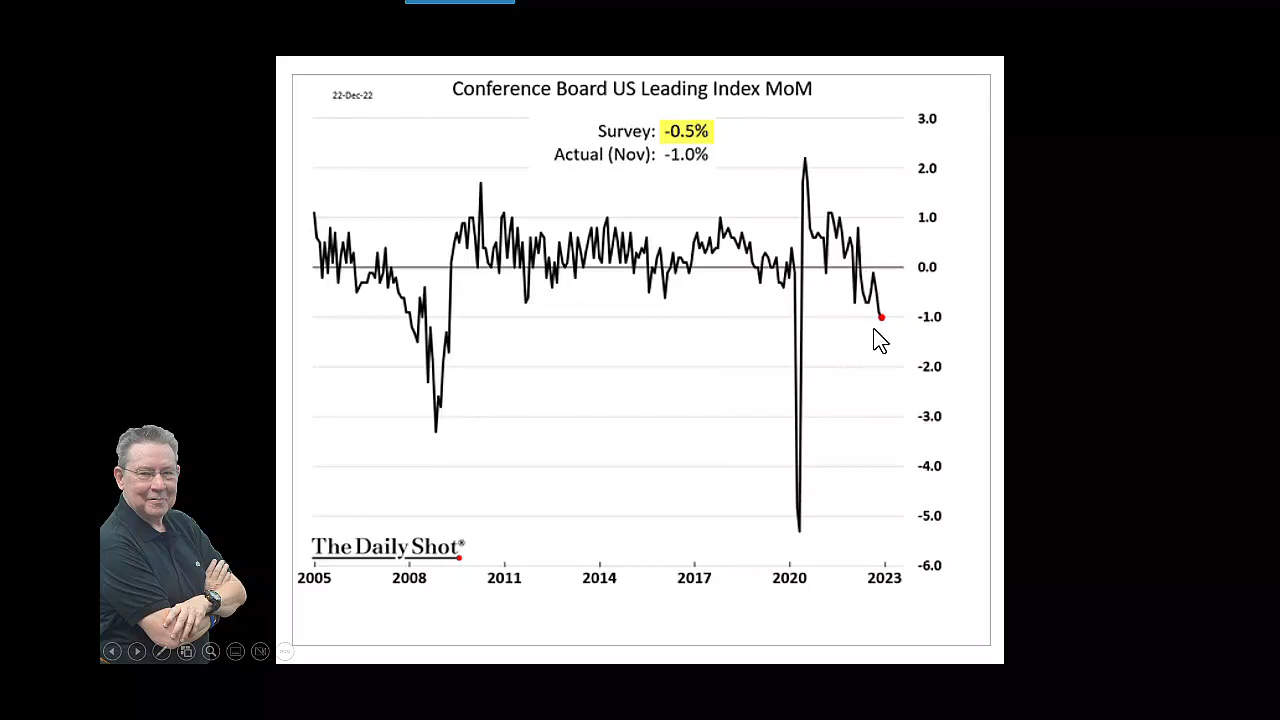 Conference Board US Leading Index MoM
22-Dec-22
Survey: -0.5%
Actual (Nov): -1.0%
3.0
2.0
1.0
0.0
-1.0
-2.0
-3.0
-4.0
-5.0
-6.0
The Daily Shot®
2005 2008 2011 2014 2017 2020 2023